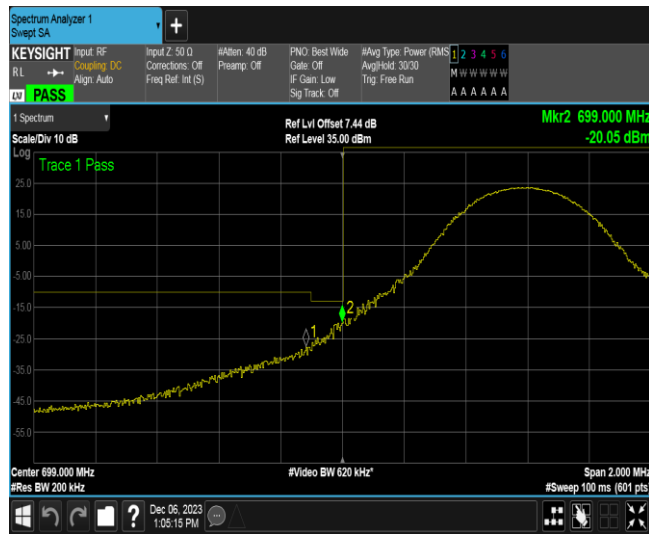 Spectrum Analyzer 1
Swept SA
+
KEYSIGHT
RL
LXI
PASS
Input: RF
Coupling: DC
Align: Auto
Input Z: 50 Ω
Corrections: Off
Freq Ref: Int (S)
#Atten: 40 dB
Preamp: Off
PNO: Best Wide
Gate: Off
IF Gain: Low
Sig Track: Off
#Avg Type: Power (RMS
Avg|Hold: 30/30
Trig: Free Run
1 2 3 4 5 6
M W W W W W
A A A A A A
1 Spectrum
Scale/Div 10 dB
Log
Ref Lvl Offset 7.44 dB
Ref Level 35.00 dBm
Mkr2 699.000 MHz
-20.05 dBm
Trace 1 Pass
25.0
15.0
5.00
-5.00
-15.0
-25.0
-35.0
-45.0
-55.0
1
2
Center 699.000 MHz
#Res BW 200 kHz
#Video BW 620 kHz*
Span 2.000 MHz
#Sweep 100 ms (601 pts)
?
Dec 06, 2023
1:05:15 PM